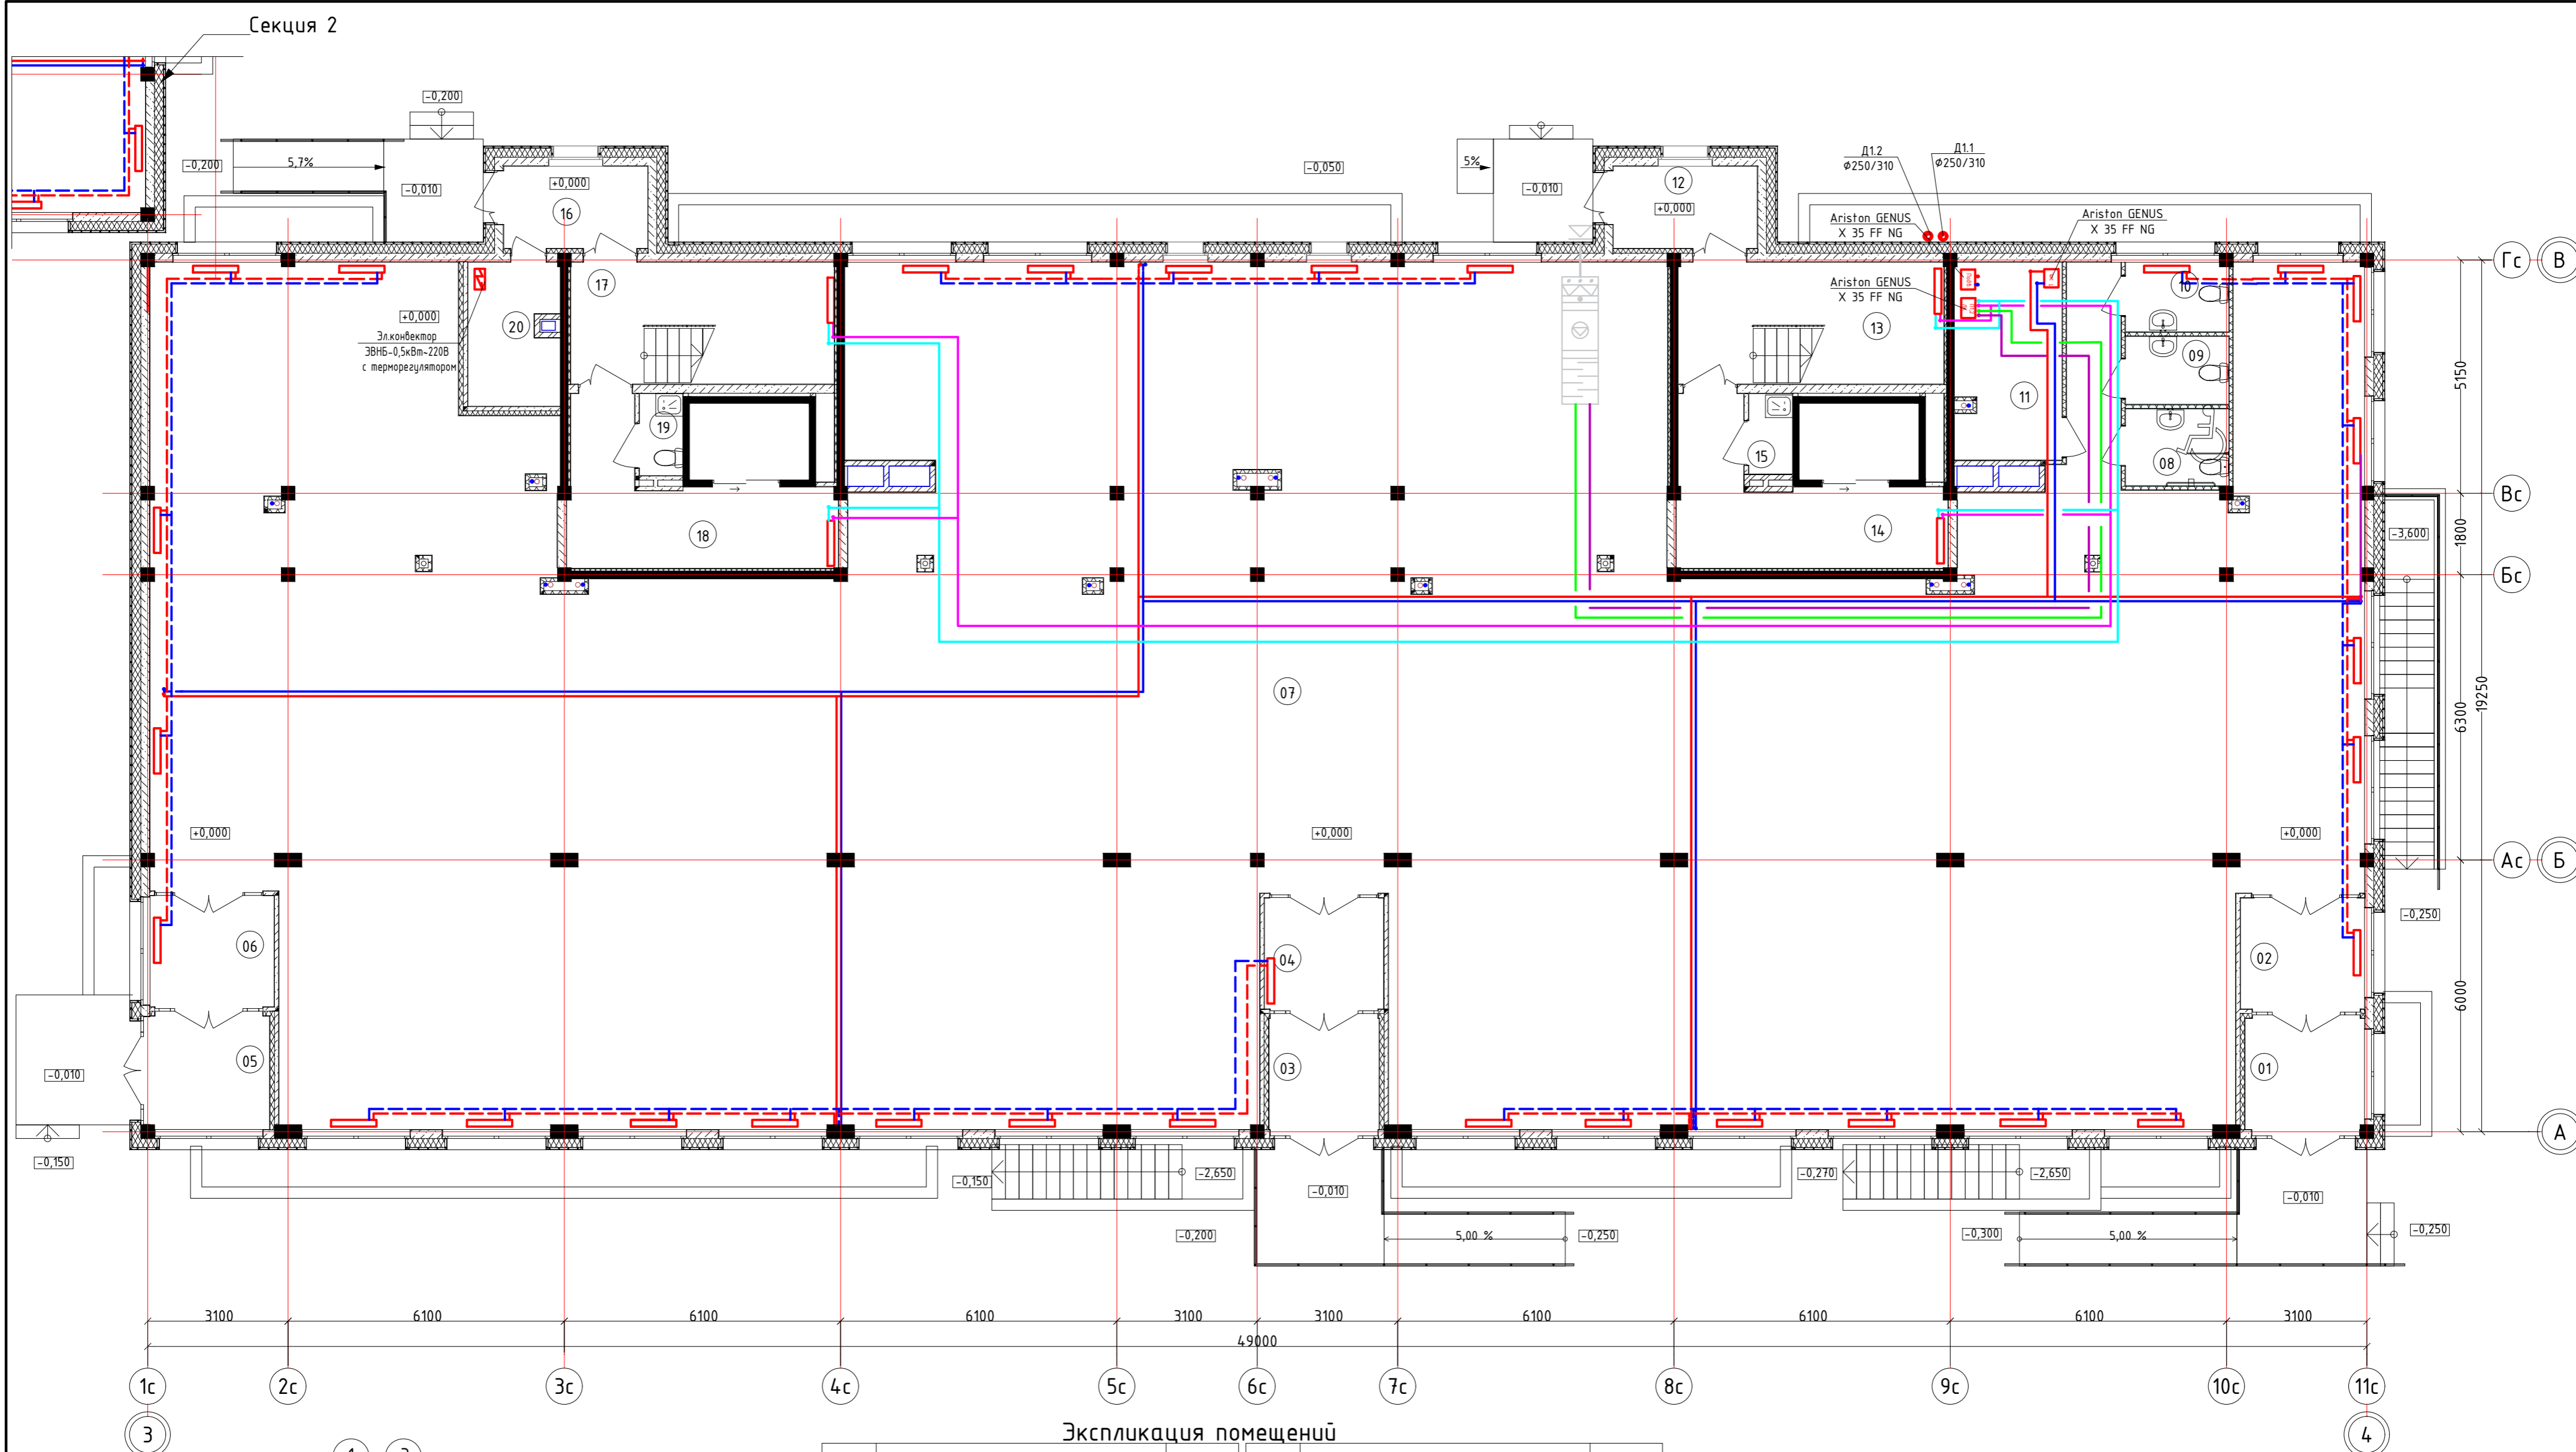 Секция 2
-0,200
-0,200
5,7%
-0,010
+0,000
16
-0,050
5%
-0,010
12
+0,000
Д1.2
Ø250/310
Д1.1
Ø250/310
Ariston GENUS
X 35 FF NG
Ariston GENUS
X 35 FF NG
Гс
В
17
+0,000
20
Эл.конвектор
ЭВНБ-0,5кВт~220В
с терморегулятором
Ariston GENUS
X 35 FF NG
13
10
09
11
08
5150
19
15
Вс
18
14
-3,600
1800
Бс
07
6300
19250
+0,000
+0,000
+0,000
Ас
Б
-0,250
06
04
02
6000
05
03
01
-0,010
А
-0,150
-0,150
-2,650
-0,010
-0,270
-2,650
-0,010
-0,200
5,00 %
-0,250
-0,300
5,00 %
-0,250
3100
6100
6100
6100
3100
3100
6100
6100
6100
3100
49000
1с
2с
3с
4с
5с
6с
7с
8с
9с
10с
11с
3
4
Экспликация помещений